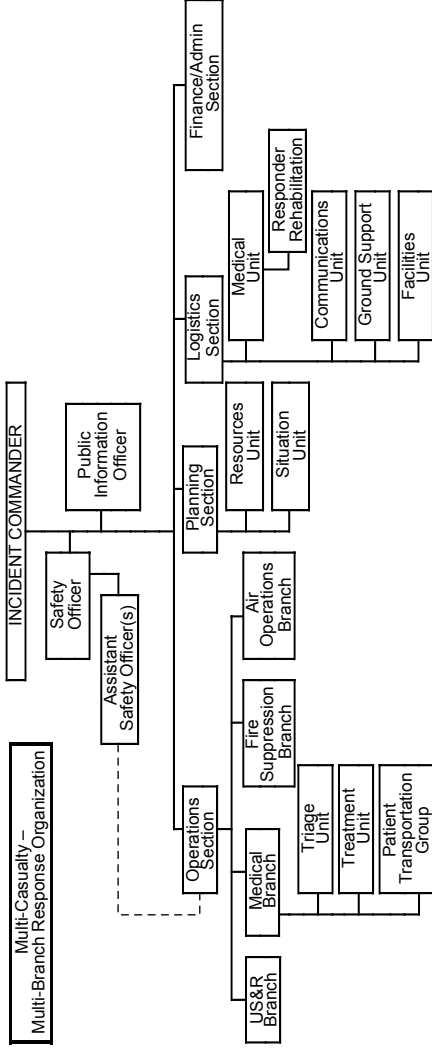 Multi-Casualty –
Multi-Branch Response Organization
INCIDENT COMMANDER
Safety
Officer
Public
Information
Officer
Assistant
Safety Officer(s)
Operations
Section
Planning
Section
Logistics
Section
Finance/Admin
Section
US&R
Branch
Medical
Branch
Fire
Suppression
Branch
Air
Operations
Branch
Triage
Unit
Treatment
Unit
Patient
Transportation
Group
Resources
Unit
Situation
Unit
Medical
Unit
Responder
Rehabilitation
Communications
Unit
Ground Support
Unit
Facilities
Unit